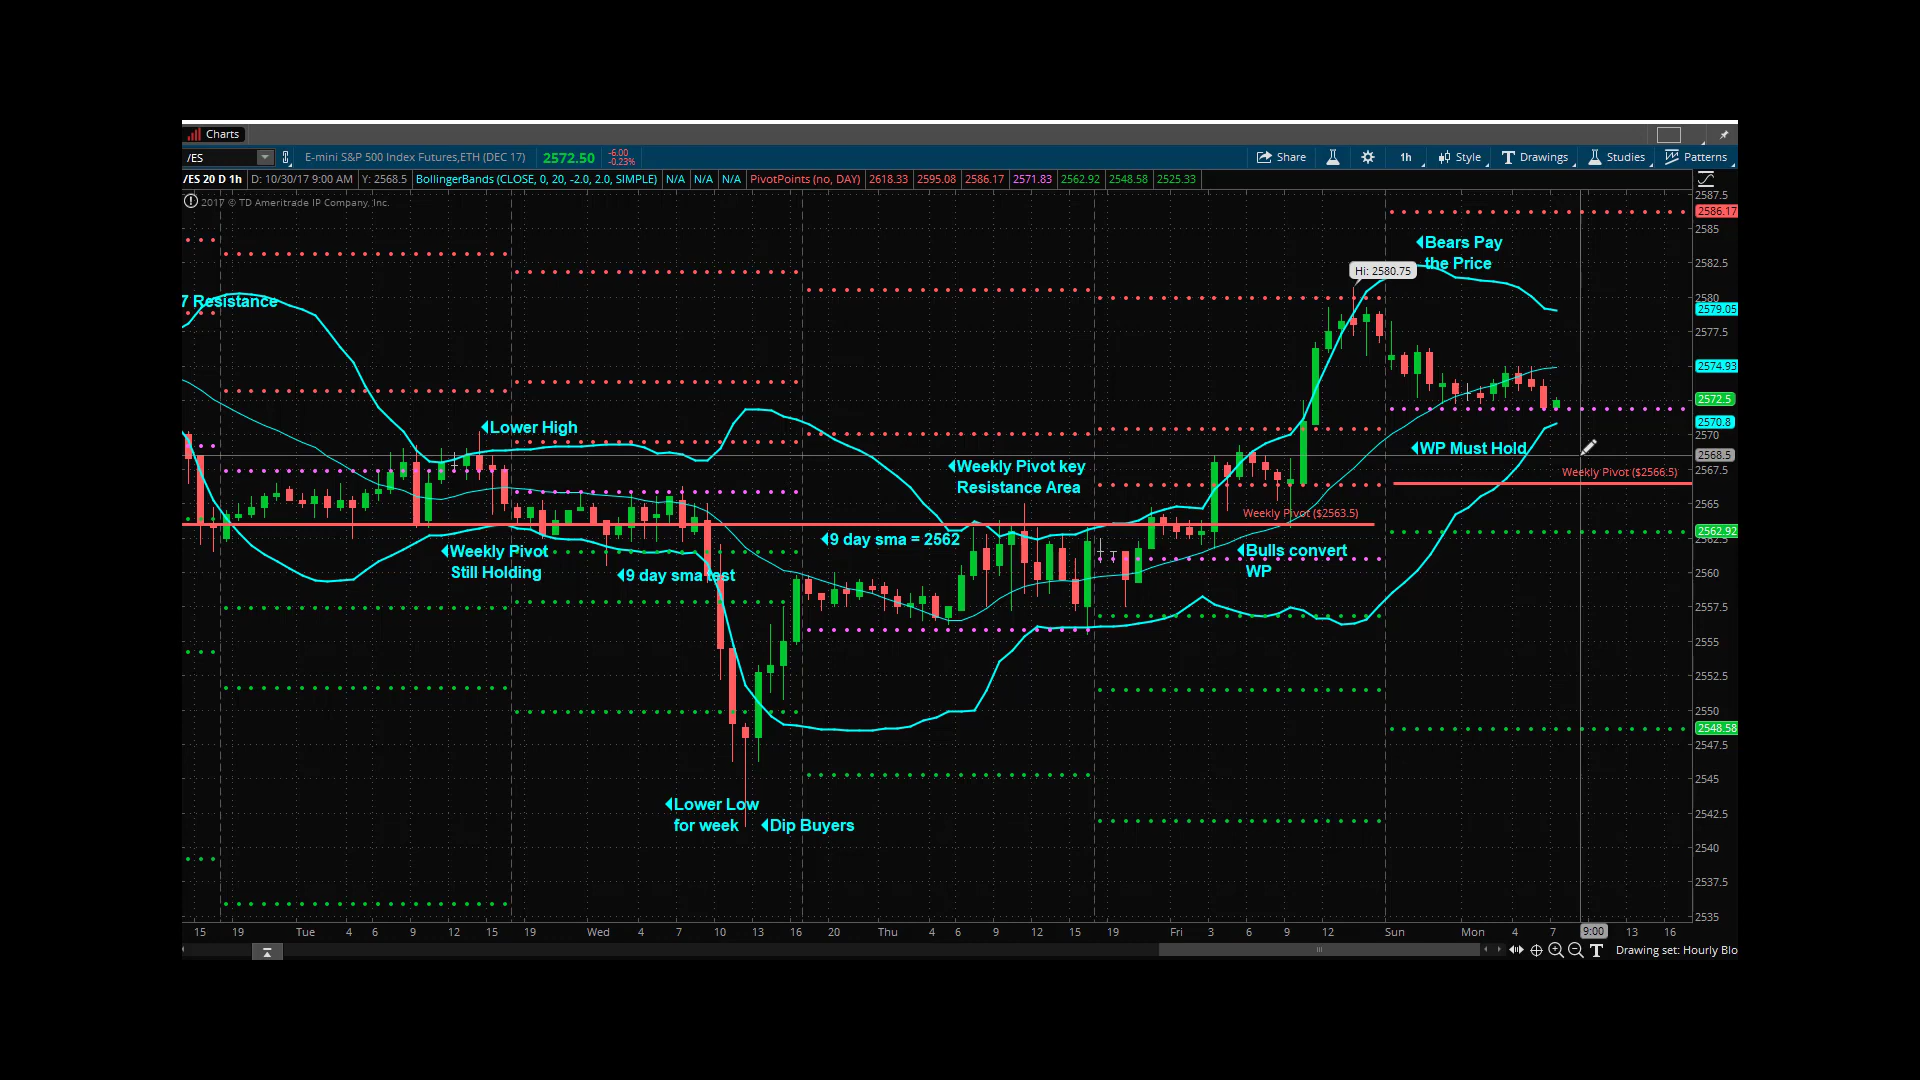 Charts
/ES E-mini S&P 500 Index Futures,ETH (DEC 17) 2572.50 -6.00 -0.23% Share 1h Style Drawings Studies Patterns
/ES 20 D 1h D: 10/30/17 9:00 AM Y: 2568.5 BollingerBands (CLOSE, 0, 20, -2.0, 2.0, SIMPLE) N/A N/A N/A PivotPoints (no, DAY) 2618.33 2595.08 2586.17 2571.83 2562.92 2548.58 2525.33
2017 © TD Ameritrade IP Company, Inc.
2587.5
2586.17
2585
Bears Pay
the Price
2582.5
Hi: 2580.75
7 Resistance
2580
2579.05
2577.5
2574.93
2572.5
2570.8
Lower High
2570
WP Must Hold
2568.5
Weekly Pivot key
Resistance Area
Weekly Pivot ($2566.5)
2567.5
2565
Weekly Pivot ($2563.5)
2562.92
2562.5
9 day sma = 2562
Weekly Pivot
Still Holding
Bulls convert
WP
9 day sma test
2560
2557.5
2555
2552.5
2550
2548.58
2547.5
2545
Lower Low
for week
Dip Buyers
2542.5
2540
2537.5
2535
15 19 Tue 4 6 9 12 15 19 Wed 4 7 10 13 16 20 Thu 4 6 9 12 15 19 Fri 3 6 9 12 Sun Mon 4 7 9:00 13 16
Drawing set: Hourly Blo